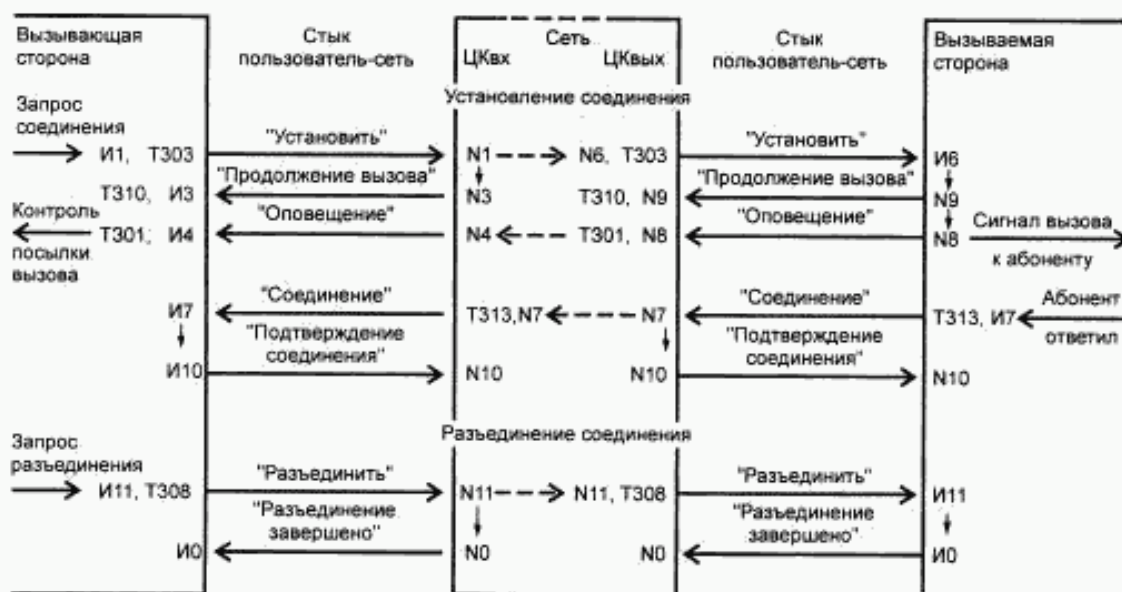 Вызывающая сторона
Стык пользователь-сеть
Сеть
ЦКвх ЦКвых
Стык пользователь-сеть
Вызываемая сторона
Установление соединения
Запрос соединения
И1, Т303
"Установить"
N1 N6, Т303
"Установить"
И6
Т310, И3
"Продолжение вызова"
N3 Т310, N9
"Продолжение вызова"
N9
Контроль посылки вызова
Т301, И4
"Оповещение"
N4 Т301, N8
"Оповещение"
N8
Сигнал вызова к абоненту
И7
"Соединение"
Т313,N7 N7
"Соединение"
Т313, И7
Абонент ответил
И10
"Подтверждение соединения"
N10 N10
"Подтверждение соединения"
N10
Разъединение соединения
Запрос разъединения
И11, Т308
"Разъединить"
N11 N11, Т308
"Разъединить"
И11
И0
"Разъединение завершено"
N0 N0
"Разъединение завершено"
И0